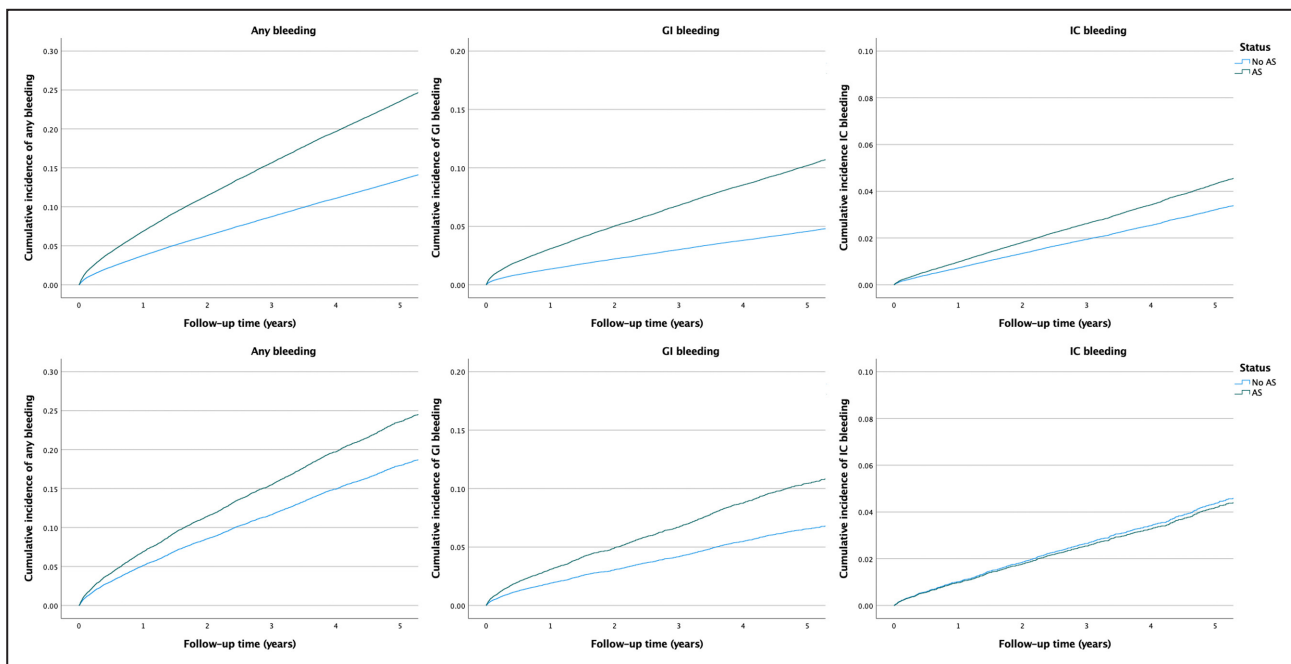 Any bleeding
Cumulative incidence of any bleeding
0.30
0.25
0.20
0.15
0.10
0.05
0.00
0 1 2 3 4 5
Follow-up time (years)
GI bleeding
Cumulative incidence of GI bleeding
0.20
0.15
0.10
0.05
0.00
0 1 2 3 4 5
Follow-up time (years)
IC bleeding
Cumulative incidence IC bleeding
0.10
0.08
0.06
0.04
0.02
0.00
0 1 2 3 4 5
Follow-up time (years)
Status
No AS
AS
Any bleeding
Cumulative incidence of any bleeding
0.30
0.25
0.20
0.15
0.10
0.05
0.00
0 1 2 3 4 5
Follow-up time (years)
GI bleeding
Cumulative incidence of GI bleeding
0.20
0.15
0.10
0.05
0.00
0 1 2 3 4 5
Follow-up time (years)
IC bleeding
Cumulative incidence of IC bleeding
0.10
0.08
0.06
0.04
0.02
0.00
0 1 2 3 4 5
Follow-up time (years)
Status
No AS
AS